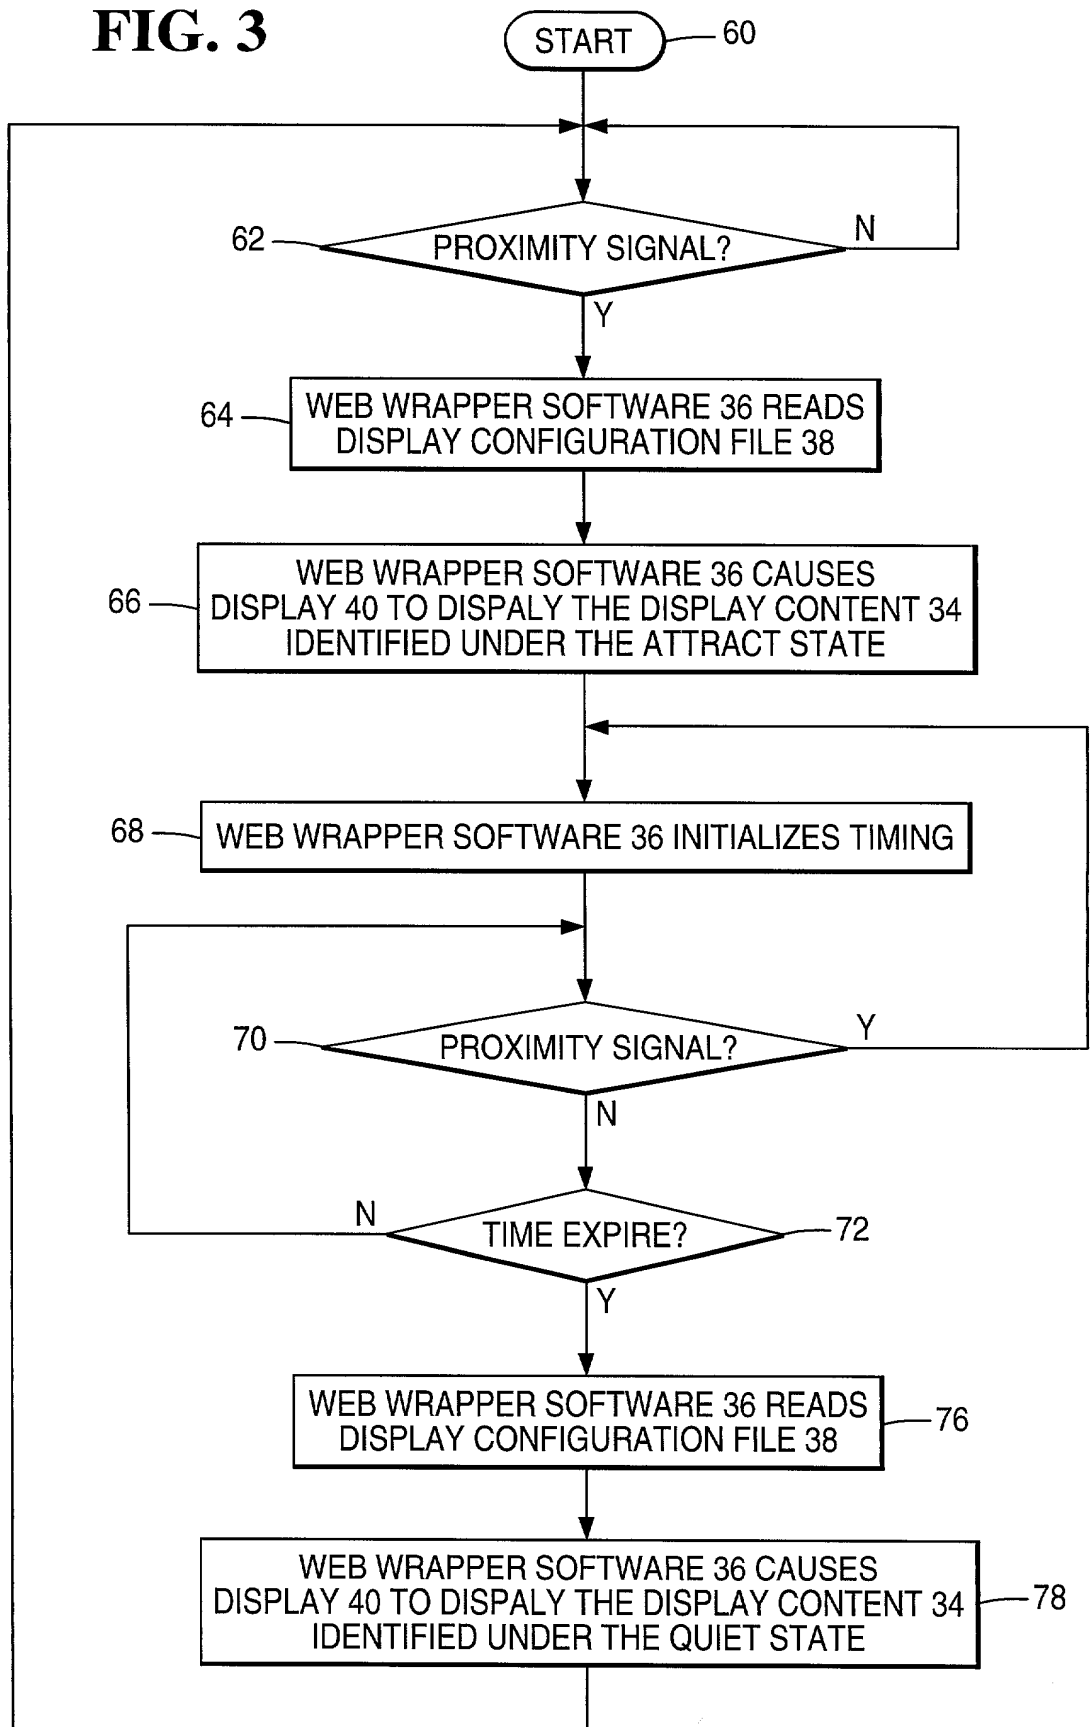 FIG. 3
START
60
62
PROXIMITY SIGNAL?
N
Y
64
WEB WRAPPER SOFTWARE 36 READS
DISPLAY CONFIGURATION FILE 38
66
WEB WRAPPER SOFTWARE 36 CAUSES
DISPLAY 40 TO DISPALY THE DISPLAY CONTENT 34
IDENTIFIED UNDER THE ATTRACT STATE
68
WEB WRAPPER SOFTWARE 36 INITIALIZES TIMING
70
PROXIMITY SIGNAL?
Y
N
N
TIME EXPIRE?
72
Y
WEB WRAPPER SOFTWARE 36 READS
DISPLAY CONFIGURATION FILE 38
76
WEB WRAPPER SOFTWARE 36 CAUSES
DISPLAY 40 TO DISPALY THE DISPLAY CONTENT 34
IDENTIFIED UNDER THE QUIET STATE
78